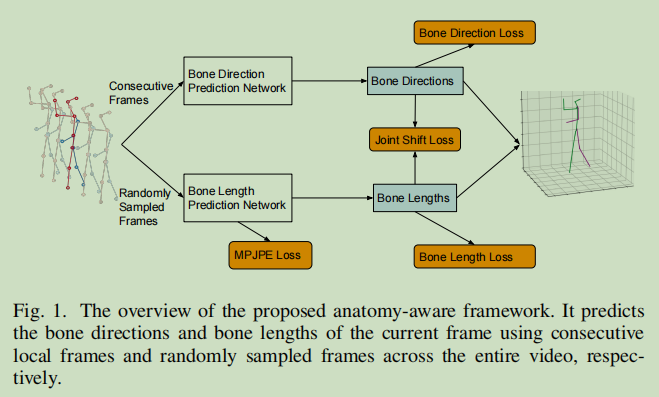 Bone Direction Loss
Bone Direction
Prediction Network
Consecutive
Frames
Bone Directions
Joint Shift Loss
Randomly
Sampled
Frames
Bone Length
Prediction Network
Bone Lengths
MPJPE Loss
Bone Length Loss
Fig. 1. The overview of the proposed anatomy-aware framework. It predicts
the bone directions and bone lengths of the current frame using consecutive
local frames and randomly sampled frames across the entire video, respec-
tively.